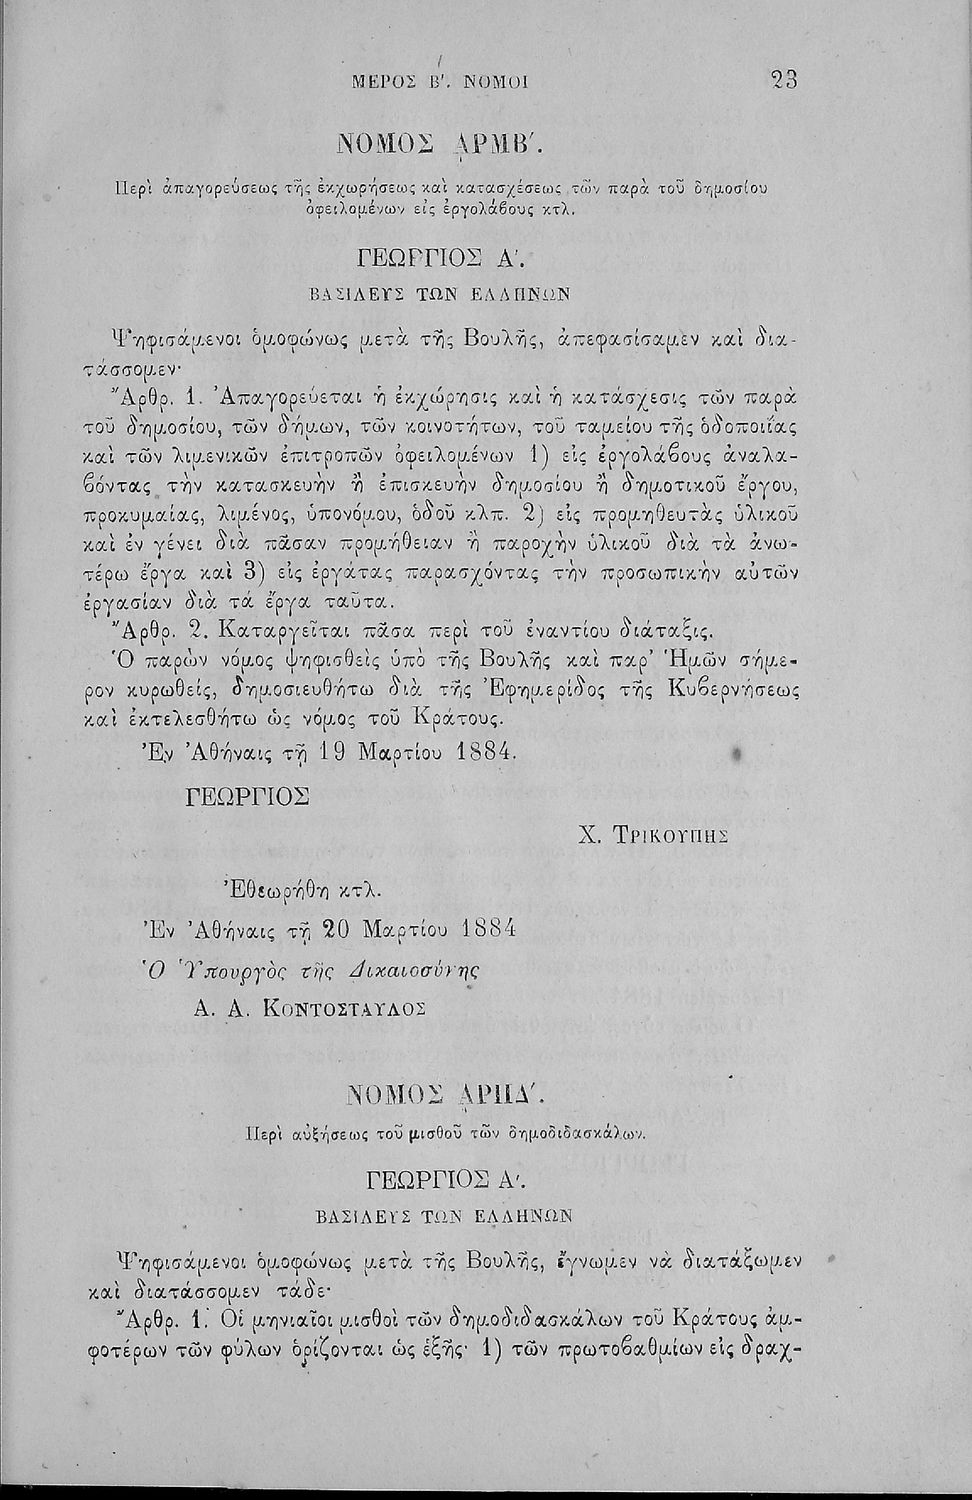 ΜΕΡΟΣ Β′. ΝΟΜΟΙ 23
ΝΟΜΟΣ ͵ΑΡΜΒ′.
Περὶ ἀπαγορεύσεως τῆς ἐκχωρήσεως καὶ κατασχέσεως τῶν παρὰ τοῦ δημοσίου
ὀφειλομένων εἰς ἐργολάβους κτλ.
ΓΕΩΡΓΙΟΣ Α′.
ΒΑΣΙΛΕΥΣ ΤΩΝ ΕΛΛΗΝΩΝ
Ψηφισάμενοι ὁμοφώνως μετὰ τῆς Βουλῆς, ἀπεφασίσαμεν καὶ δια-
τάσσομεν·
Ἄρθρ. 1. Ἀπαγορεύεται ἡ ἐκχώρησις καὶ ἡ κατάσχεσις τῶν παρὰ
τοῦ δημοσίου, τῶν δήμων, τῶν κοινοτήτων, τοῦ ταμείου τῆς ὁδοποιΐας
καὶ τῶν λιμενικῶν ἐπιτροπῶν ὀφειλομένων 1) εἰς ἐργολάβους ἀναλα-
βόντας τὴν κατασκευὴν ἢ ἐπισκευὴν δημοσίου ἢ δημοτικοῦ ἔργου,
προκυμαίας, λιμένος, ὑπονόμου, ὁδοῦ κλπ. 2) εἰς προμηθευτὰς ὑλικοῦ
καὶ ἐν γένει διὰ πᾶσαν προμήθειαν ἢ παροχὴν ὑλικοῦ διὰ τὰ ἀνω-
τέρω ἔργα καὶ 3) εἰς ἐργάτας παρασχόντας τὴν προσωπικὴν αὐτῶν
ἐργασίαν διὰ τά ἔργα ταῦτα.
Ἄρθρ. 2. Καταργεῖται πᾶσα περὶ τοῦ ἐναντίου διάταξις.
Ὁ παρὼν νόμος ψηφισθεὶς ὑπὸ τῆς Βουλῆς καὶ παρ’ Ἡμῶν σήμε-
ρον κυρωθείς, δημοσιευθήτω διὰ τῆς Ἐφημερίδος τῆς Κυβερνήσεως
καὶ ἐκτελεσθήτω ὡς νόμος τοῦ Κράτους.
Ἐν Ἀθήναις τῇ 19 Μαρτίου 1884.
ΓΕΩΡΓΙΟΣ
Χ. ΤΡΙΚΟΥΠΗΣ
Ἐθεωρήθη κτλ.
Ἐν Ἀθήναις τῇ 20 Μαρτίου 1884
Ὁ Ὑπουργὸς τῆς Δικαιοσύνης
Α. Α. ΚΟΝΤΟΣΤΑΥΛΟΣ
ΝΟΜΟΣ ͵ΑΡΠΔ′.
Περὶ αὐξήσεως τοῦ μισθοῦ τῶν δημοδιδασκάλων.
ΓΕΩΡΓΙΟΣ Α′.
ΒΑΣΙΛΕΥΣ ΤΩΝ ΕΛΛΗΝΩΝ
Ψηφισάμενοι ὁμοφώνως μετὰ τῆς Βουλῆς, ἔγνωμεν νὰ διατάξωμεν
καὶ διατάσσομεν τάδε·
Ἄρθρ. 1. Οἱ μηνιαῖοι μισθοὶ τῶν δημοδιδασκάλων τοῦ Κράτους ἀμ-
φοτέρων τῶν φύλων ὁρίζονται ὡς ἑξῆς· 1) τῶν πρωτοβαθμίων εἰς δραχ-